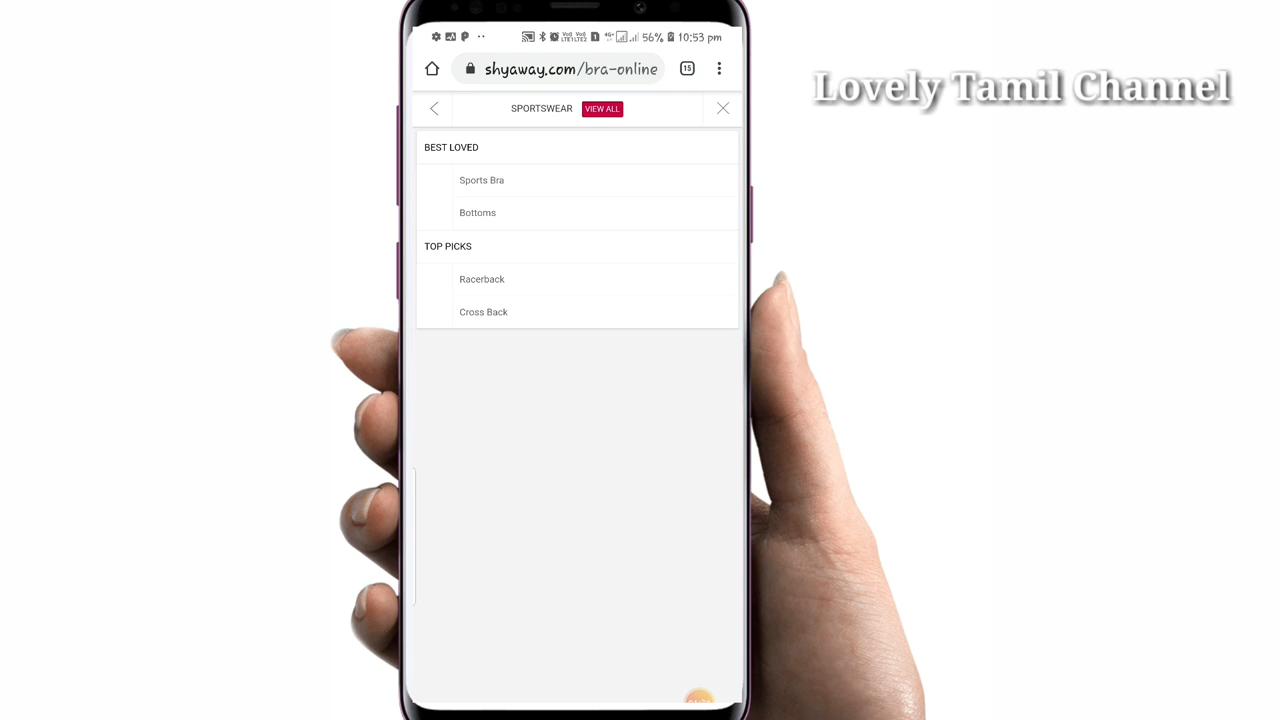 56% 10:53 pm
shyaway.com/bra-online
15
SPORTSWEAR VIEW ALL
BEST LOVED
Sports Bra
Bottoms
TOP PICKS
Racerback
Cross Back
Lovely Tamil Channel